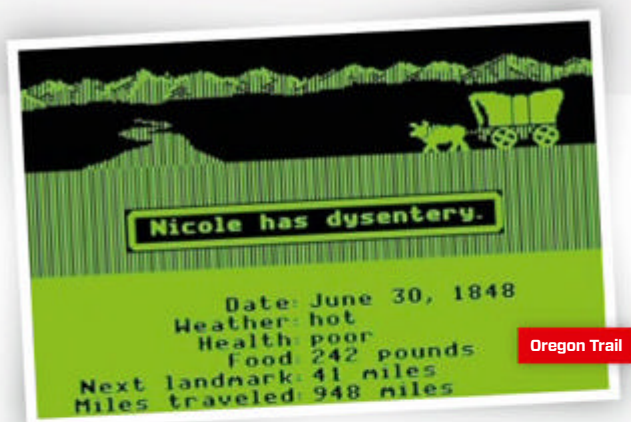 Nicole has dysentery.
Date: June 30, 1848
Weather: hot
Health: poor
Food: 242 pounds
Next landmark: 41 miles
Miles traveled: 948 miles
Oregon Trail